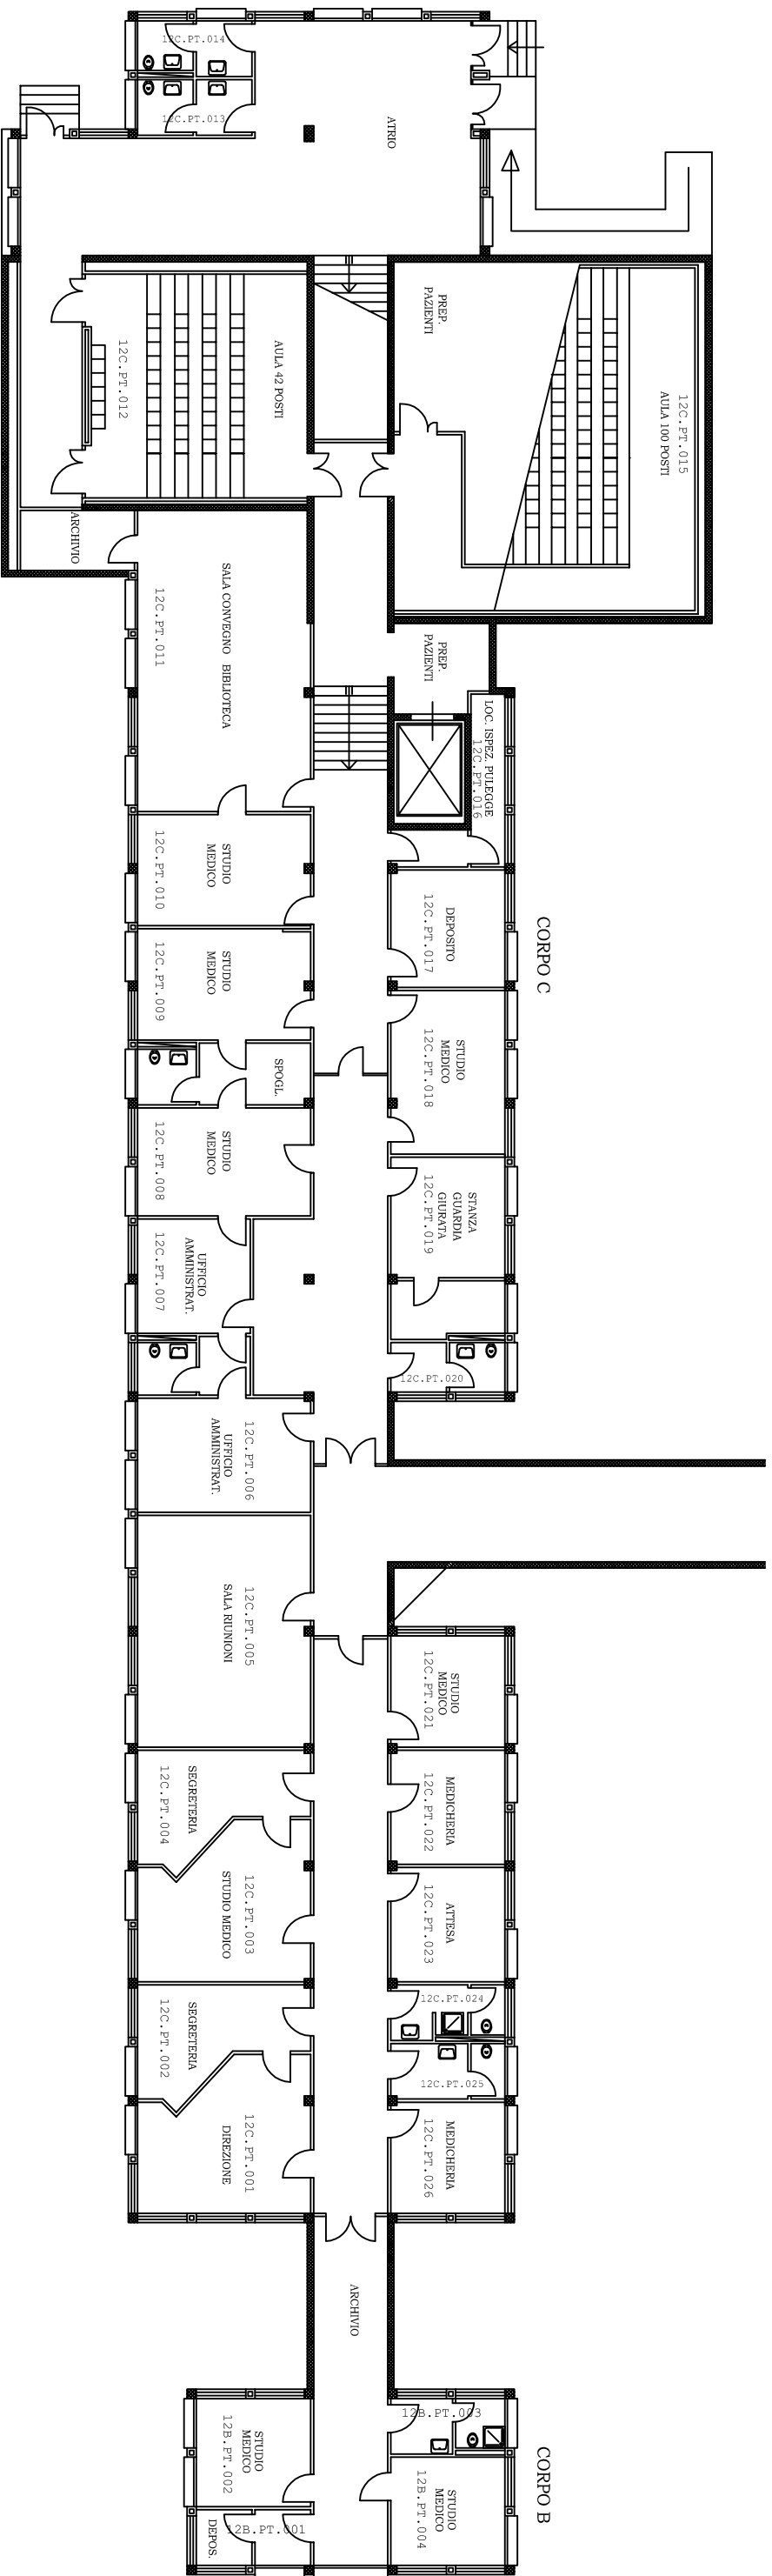 12C.PT.014
12C.PT.013
ATRIO
PREP.
PAZIENTI
12C.PT.015
AULA 100 POSTI
AULA 42 POSTI
12C.PT.012
ARCHIVIO
SALA CONVEGNO BIBLIOTECA
12C.PT.011
PREP.
PAZIENTI
LOC. ISPEZ. PULEGGE
12C.PT.016
STUDIO
MEDICO
12C.PT.010
CORPO C
DEPOSITO
12C.PT.017
STUDIO
MEDICO
12C.PT.009
STUDIO
MEDICO
12C.PT.018
SPOGL.
STUDIO
MEDICO
12C.PT.008
STANZA
GUARDIA
GIURATA
12C.PT.019
UFFICIO
AMMINISTRAT.
12C.PT.007
12C.PT.020
12C.PT.006
UFFICIO
AMMINISTRAT.
12C.PT.005
SALA RIUNIONI
STUDIO
MEDICO
12C.PT.021
SEGRETERIA
12C.PT.004
MEDICHERIA
12C.PT.022
12C.PT.003
STUDIO MEDICO
ATTESA
12C.PT.023
12C.PT.024
SEGRETERIA
12C.PT.002
12C.PT.025
12C.PT.001
DIREZIONE
MEDICHERIA
12C.PT.026
ARCHIVIO
12B.PT.003
STUDIO
MEDICO
12B.PT.002
CORPO B
STUDIO
MEDICO
12B.PT.004
12B.PT.001
DEPOS.